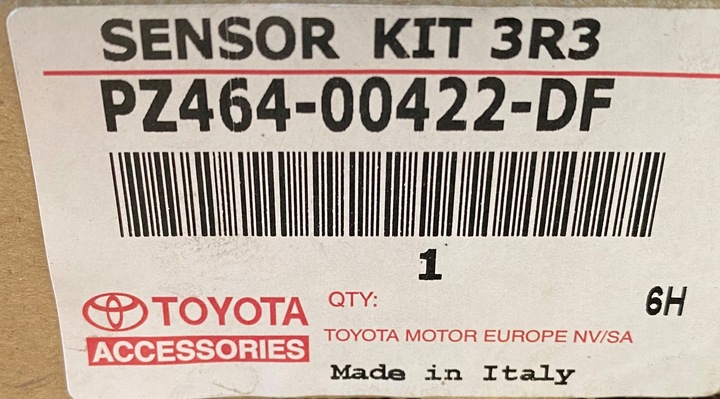 SENSOR KIT 3R3
PZ464-00422-DF
1
TOYOTA
QTY:
6H
ACCESSORIES
TOYOTA MOTOR EUROPE NV/SA
Made in Italy